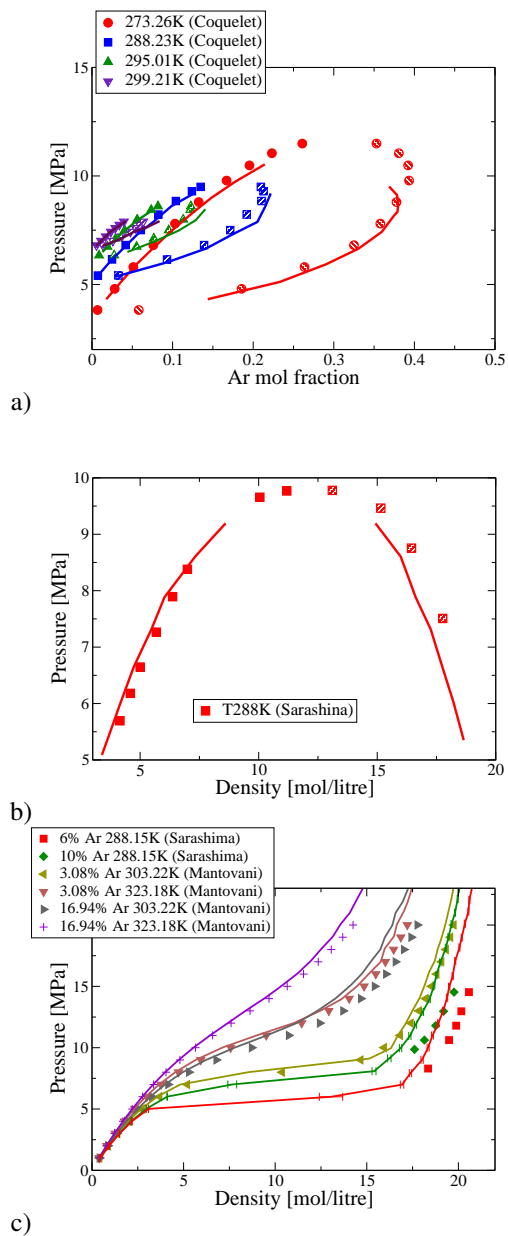 273.26K (Coquelet)
288.23K (Coquelet)
295.01K (Coquelet)
299.21K (Coquelet)
15
10
5
Pressure [MPa]
0
0.1
0.2
0.3
0.4
0.5
Ar mol fraction
a)
10
9
8
7
6
5
Pressure [MPa]
T288K (Sarashina)
5
10
15
20
Density [mol/litre]
b)
6% Ar 288.15K (Sarashima)
10% Ar 288.15K (Sarashima)
3.08% Ar 303.22K (Mantovani)
3.08% Ar 323.18K (Mantovani)
16.94% Ar 303.22K (Mantovani)
16.94% Ar 323.18K (Mantovani)
20
15
10
5
0
Pressure [MPa]
0
5
10
15
20
Density [mol/litre]
c)